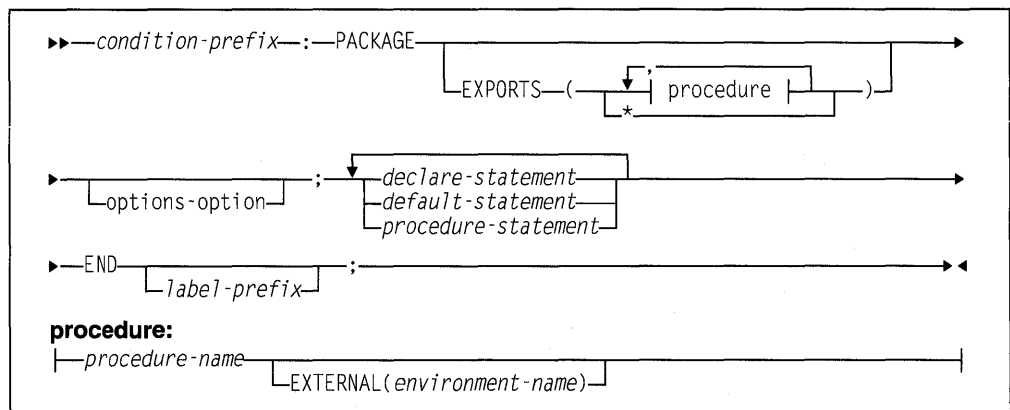 condition-prefix : PACKAGE
,
EXPORTS ( procedure )
*
options-option ; declare-statement
default-statement
procedure-statement
END ;
label-prefix
procedure:
procedure-name
EXTERNAL(environment-name)